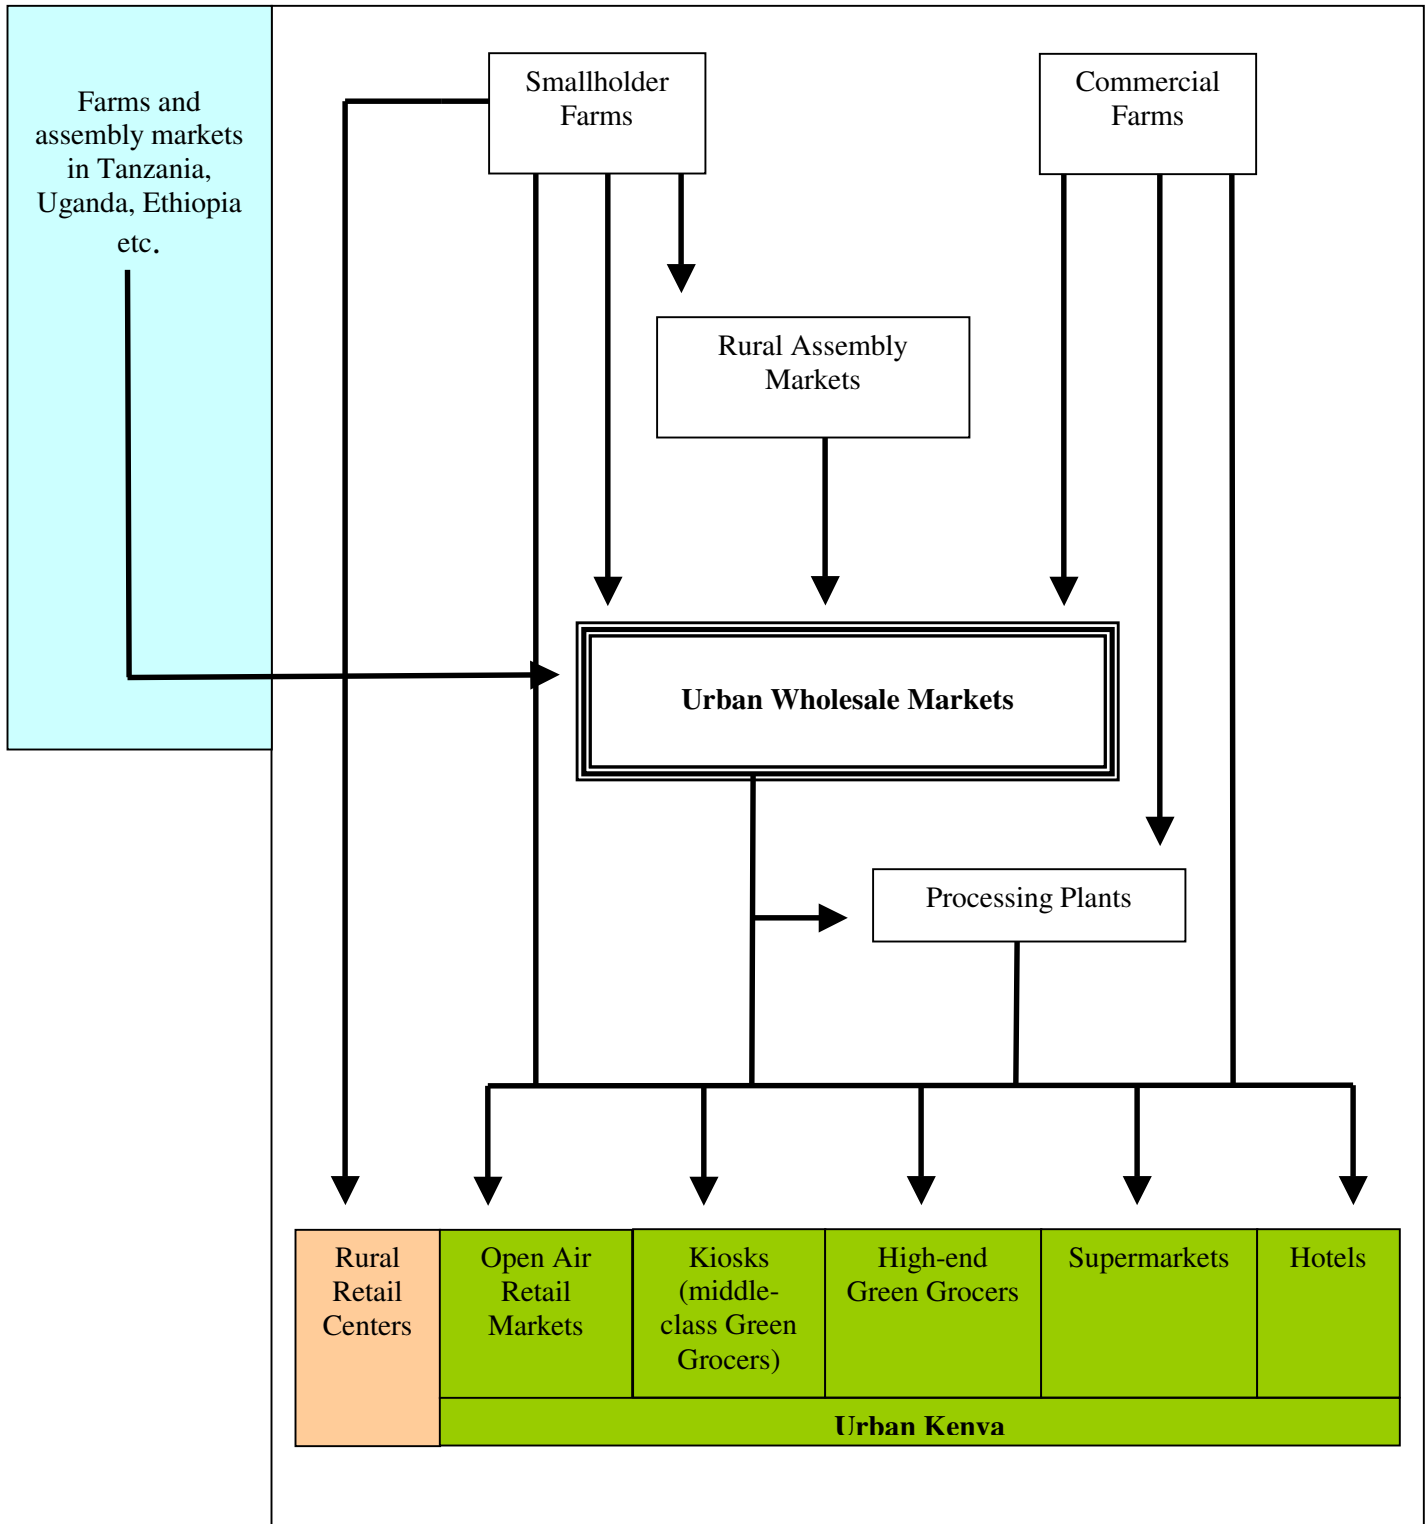 Farms and
assembly markets
in Tanzania,
Uganda, Ethiopia
etc.
Smallholder
Farms
Commercial
Farms
Rural Assembly
Markets
Urban Wholesale Markets
Processing Plants
Rural
Retail
Centers
Open Air
Retail
Markets
Kiosks
(middle-
class Green
Grocers)
High-end
Green Grocers
Supermarkets
Hotels
Urban Kenya